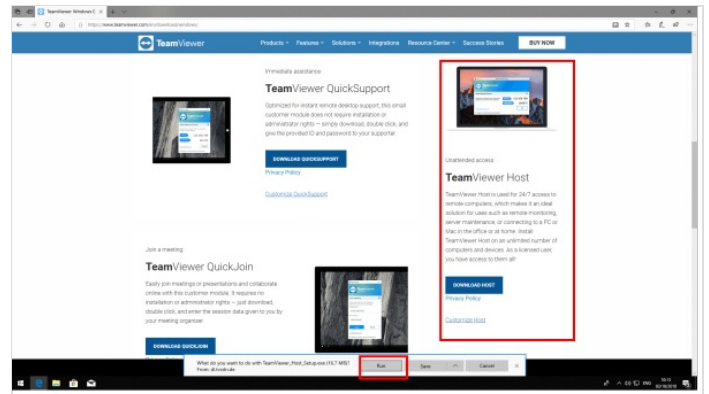 TeamViewer Windows D
https://www.teamviewer.com/en/download/windows/
TeamViewer
Products
Features
Solutions
Integrations
Resource Center
Success Stories
BUY NOW
Immediate assistance:
TeamViewer QuickSupport
Optimized for instant remote desktop support, this small
customer module does not require installation or
administrator rights — simply download, double click, and
give the provided ID and password to your supporter.
DOWNLOAD QUICKSUPPORT
Privacy Policy
Customize QuickSupport
Unattended access:
TeamViewer Host
TeamViewer Host is used for 24/7 access to
remote computers, which makes it an ideal
solution for uses such as remote monitoring,
server maintenance, or connecting to a PC or
Mac in the office or at home. Install
TeamViewer Host on an unlimited number of
computers and devices. As a licensed user,
you have access to them all!
DOWNLOAD HOST
Privacy Policy
Customize Host
Join a meeting:
TeamViewer QuickJoin
Easily join meetings or presentations and collaborate
online with this customer module. It requires no
installation or administrator rights — just download,
double click, and enter the session data given to you by
your meeting organizer.
DOWNLOAD QUICKJOIN
What do you want to do with TeamViewer_Host_Setup.exe (16.7 MB)?
Run
Save
Cancel
10:13